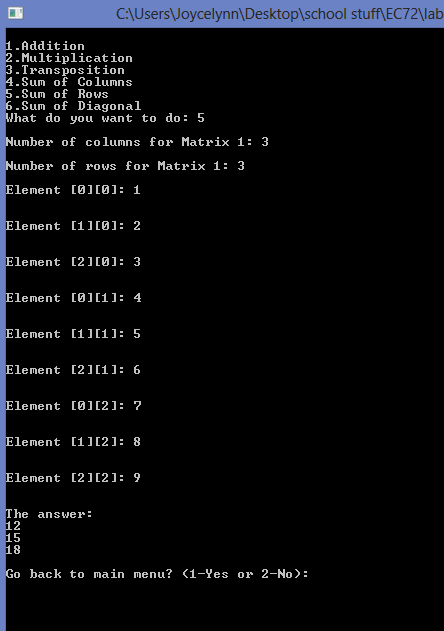 C:\Users\Joycelynn\Desktop\school stuff\EC72\lab
1.Addition
2.Multiplication
3.Transposition
4.Sum of Columns
5.Sum of Rows
6.Sum of Diagonal
What do you want to do: 5
Number of columns for Matrix 1: 3
Number of rows for Matrix 1: 3
Element [0][0]: 1
Element [1][0]: 2
Element [2][0]: 3
Element [0][1]: 4
Element [1][1]: 5
Element [2][1]: 6
Element [0][2]: 7
Element [1][2]: 8
Element [2][2]: 9
The answer:
12
15
18
Go back to main menu? (1-Yes or 2-No):